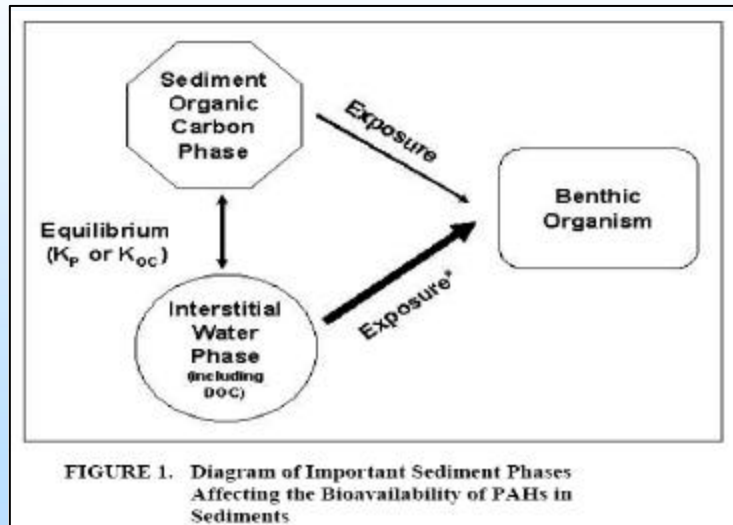 Sediment
Organic
Carbon
Phase
Exposure
Benthic
Organism
Equilibrium
(KP or KOC)
Interstitial
Water
Phase
(including
DOC)
Exposure*
FIGURE 1. Diagram of Important Sediment Phases
Affecting the Bioavailability of PAHs in
Sediments